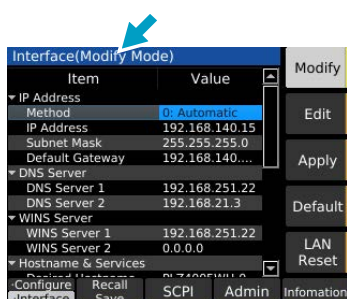 Interface(Modify Mode)
Item Value
IP Address
Method 0: Automatic
IP Address 192.168.140.15
Subnet Mask 255.255.255.0
Default Gateway 192.168.140....
DNS Server
DNS Server 1 192.168.251.22
DNS Server 2 192.168.21.3
WINS Server
WINS Server 1 192.168.251.22
WINS Server 2 0.0.0.0
Hostname & Services
Desired Hostname
Modify
Edit
Apply
Default
LAN
Reset
Configure
Interface
Recall
Save
SCPI
Admin
Infomation